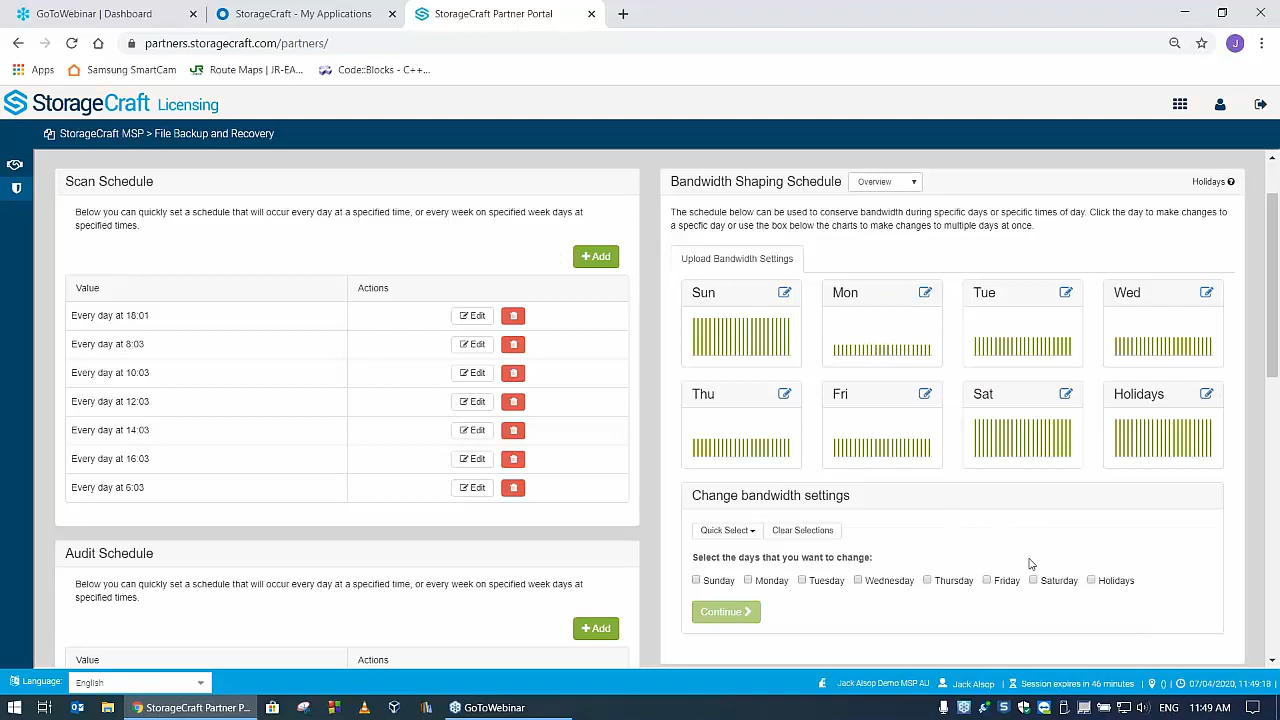 GoToWebinar | Dashboard
StorageCraft - My Applications
StorageCraft Partner Portal
partners.storagecraft.com/partners/
J
Apps
Samsung SmartCam
Route Maps | JR-EA...
Code::Blocks - C++...
StorageCraft Licensing
StorageCraft MSP > File Backup and Recovery
Scan Schedule
Below you can quickly set a schedule that will occur every day at a specified time, or every week on specified week days at
specified times.
Add
Value Actions
Every day at 18:01 Edit
Every day at 8:03 Edit
Every day at 10:03 Edit
Every day at 12:03 Edit
Every day at 14:03 Edit
Every day at 16:03 Edit
Every day at 6:03 Edit
Audit Schedule
Below you can quickly set a schedule that will occur every day at a specified time, or every week on specified week days at
specified times.
Add
Value Actions
Bandwidth Shaping Schedule Overview Holidays
The schedule below can be used to conserve bandwidth during specific days or specific times of day. Click the day to make changes to
a specfic day or use the box below the charts to make changes to multiple days at once.
Upload Bandwidth Settings
Sun Mon Tue Wed
Thu Fri Sat Holidays
Change bandwidth settings
Quick Select Clear Selections
Select the days that you want to change:
Sunday Monday Tuesday Wednesday Thursday Friday Saturday Holidays
Continue
Language: English
Jack Alsop Demo MSP AU | Jack Alsop | Session expires in 46 minutes | () | 07/04/2020, 11:49:18
StorageCraft Partner P...
GoToWebinar
ENG 11:49 AM